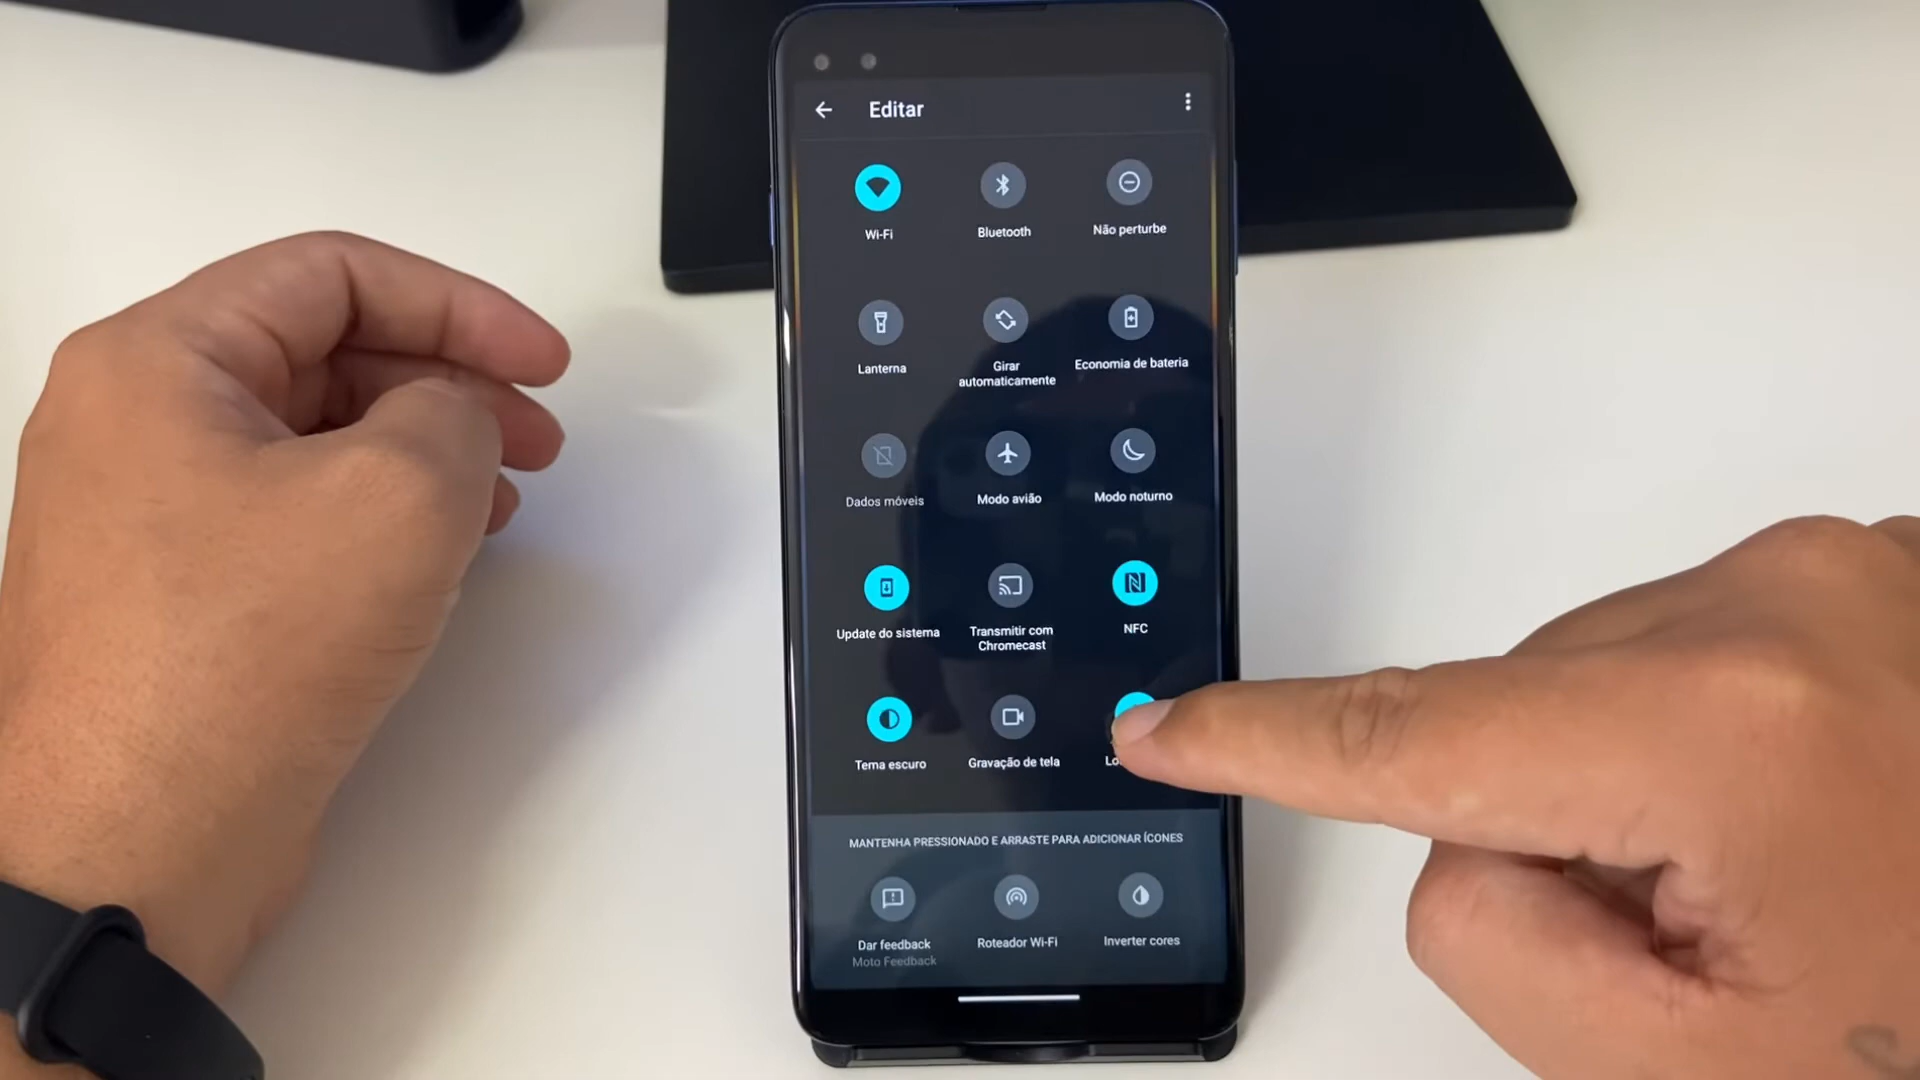 Editar
Wi-Fi
Bluetooth
Não perturbe
Lanterna
Girar
automaticamente
Economia de bateria
Dados móveis
Modo avião
Modo noturno
Update do sistema
Transmitir com
Chromecast
NFC
Tema escuro
Gravação de tela
MANTENHA PRESSIONADO E ARRASTE PARA ADICIONAR ÍCONES
Dar feedback
Moto Feedback
Roteador Wi-Fi
Inverter cores